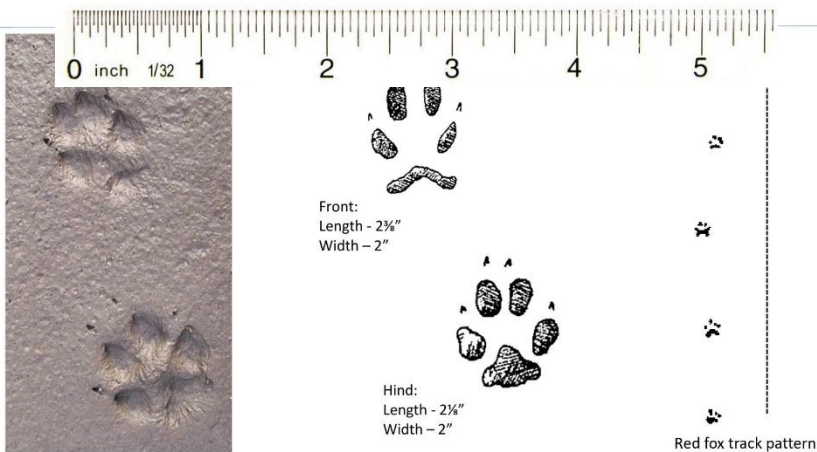 0 inch 1/32 1 2 3 4 5
Front:
Length - 2⅜”
Width – 2”
Hind:
Length - 2⅛”
Width – 2”
Red fox track pattern